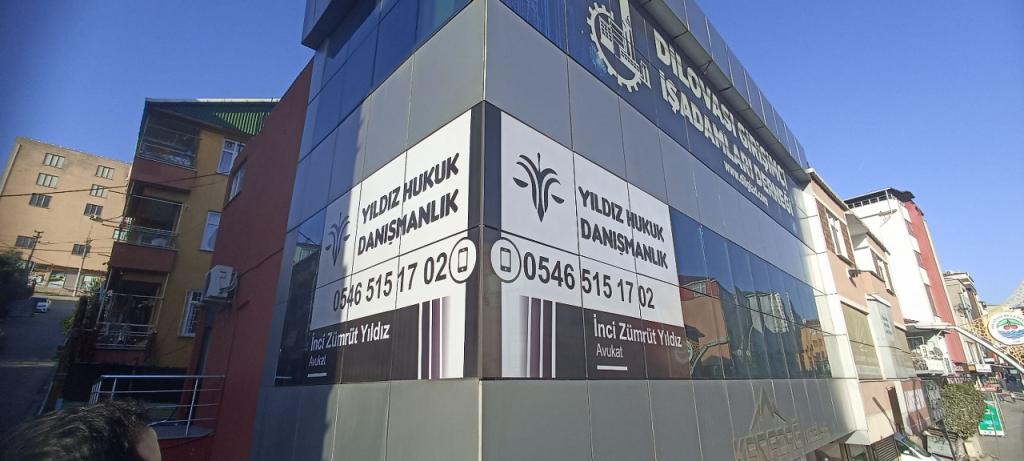 YILDIZ HUKUK
DANIŞMANLIK
0546 515 17 02
İnci Zümrüt Yıldız
Avukat
YILDIZ HUKUK
DANIŞMANLIK
0546 515 17 02
İnci Zümrüt Yıldız
Avukat
DİLOVASI GİRİŞİMCİ
İŞADAMLARI DERNEĞİ